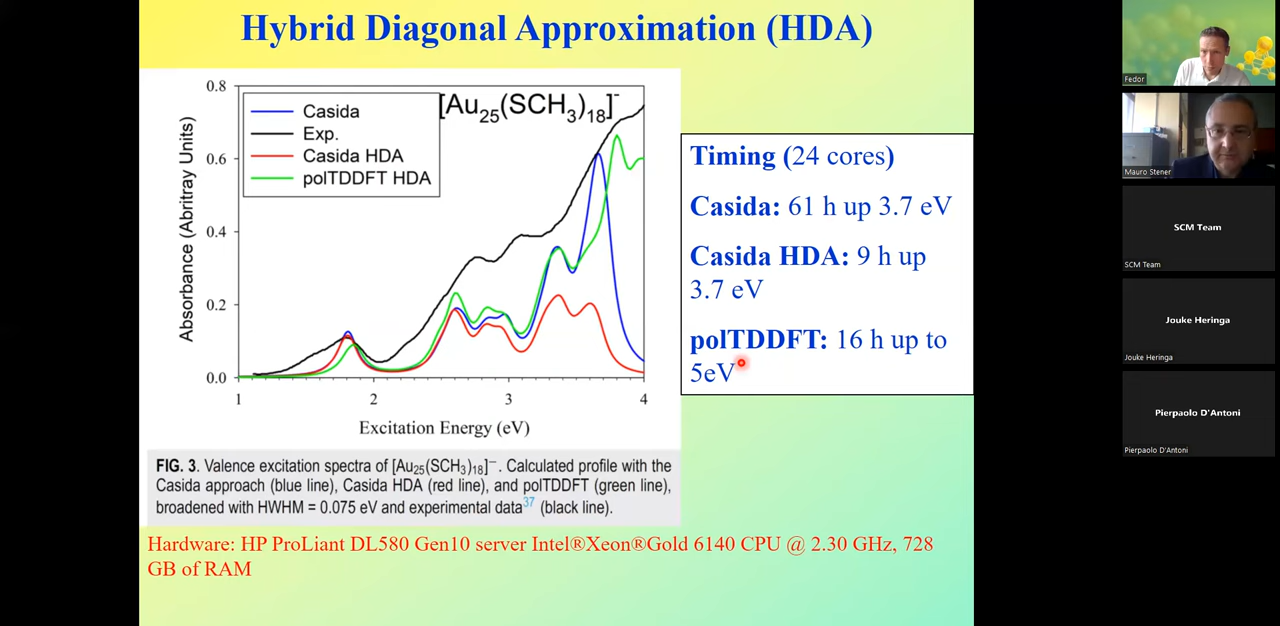 Hybrid Diagonal Approximation (HDA)
0.8
0.6
0.4
0.2
0.0
Absorbance (Abritray Units)
Casida
Exp.
Casida HDA
polTDDFT HDA
[Au25(SCH3)18]-
1
2
3
4
Excitation Energy (eV)
FIG. 3. Valence excitation spectra of [Au25(SCH3)18]−. Calculated profile with the
Casida approach (blue line), Casida HDA (red line), and polTDDFT (green line),
broadened with HWHM = 0.075 eV and experimental data37 (black line).
Timing (24 cores)
Casida: 61 h up 3.7 eV
Casida HDA: 9 h up
3.7 eV
polTDDFT: 16 h up to
5eV
Hardware: HP ProLiant DL580 Gen10 server Intel®Xeon®Gold 6140 CPU @ 2.30 GHz, 728
GB of RAM
Fedor
Mauro Stener
SCM Team
SCM Team
Jouke Heringa
Jouke Heringa
Pierpaolo D'Antoni
Pierpaolo D'Antoni